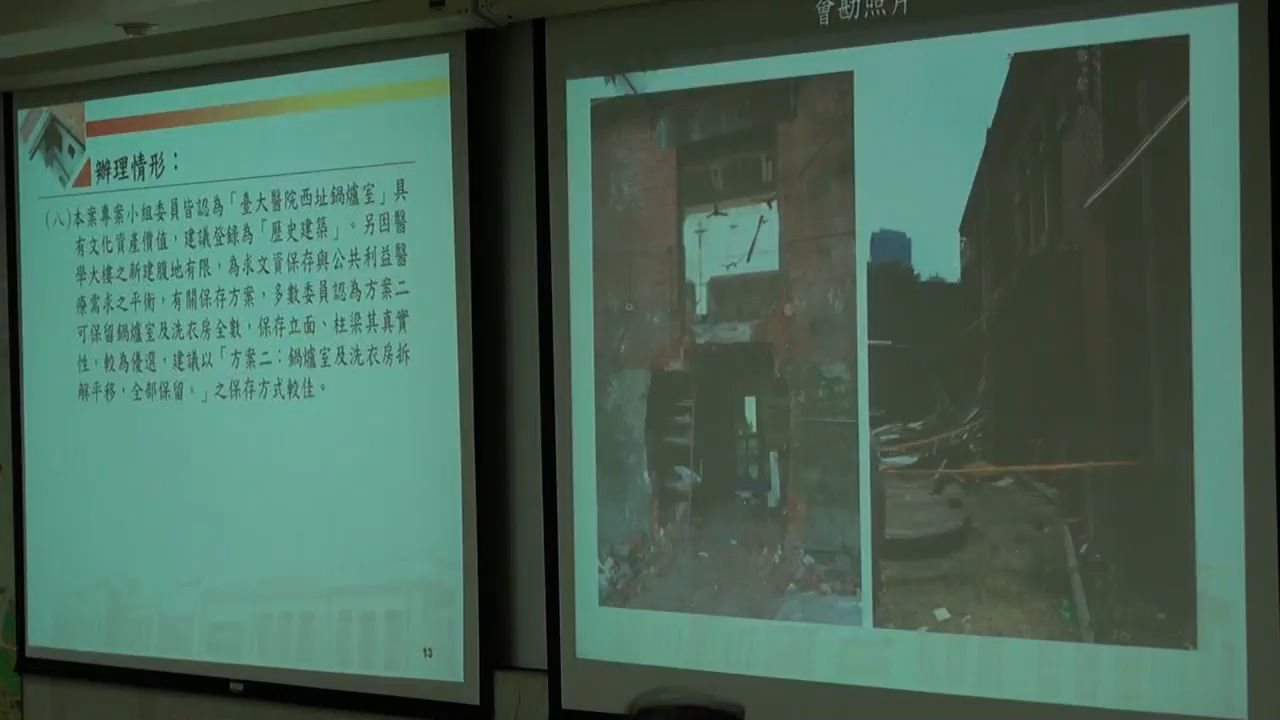 辦理情形：
(八)本案專案小組委員皆認為「臺大醫院西址鍋爐室」具
有文化資產價值，建議登錄為「歷史建築」。另因醫
學大樓之新建腹地有限，為求文資保存與公共利益醫
療需求之平衡，有關保存方案，多數委員認為方案二
可保留鍋爐室及洗衣房全數，保存立面、柱梁其真實
性，較為優選，建議以「方案二：鍋爐室及洗衣房拆
解平移，全部保留。」之保存方式較佳。
13
會勘照片